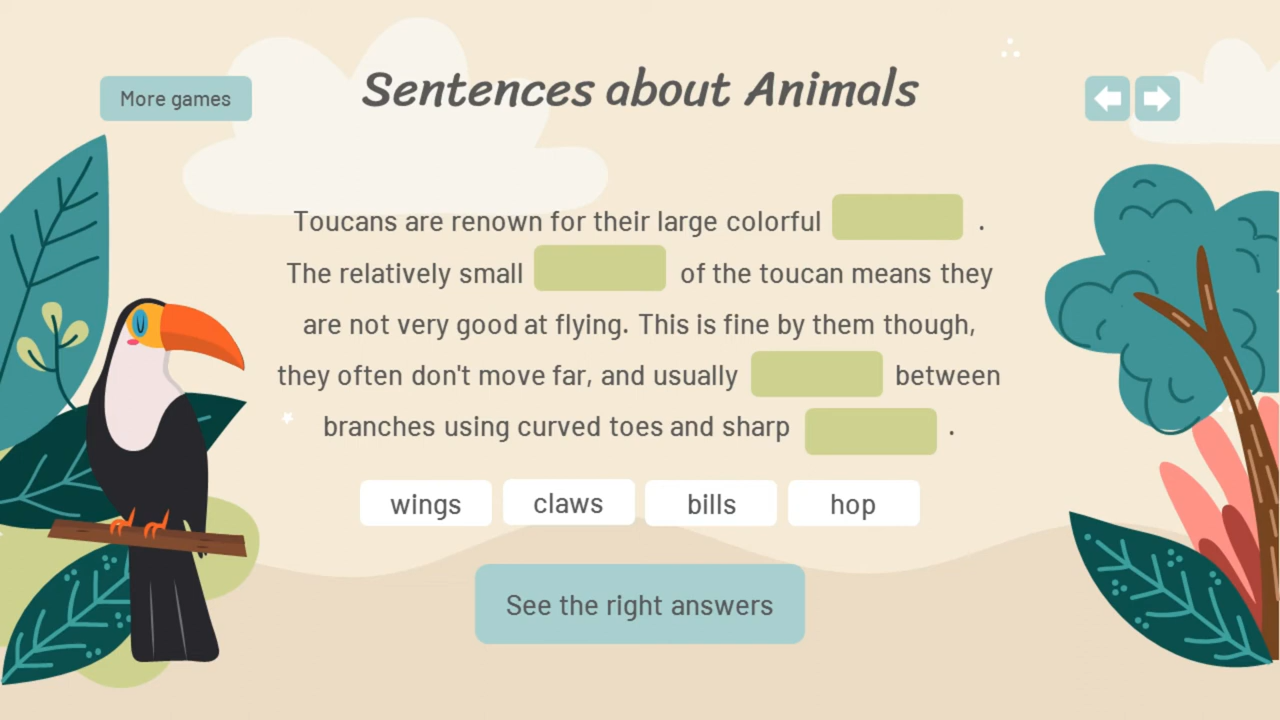 More games
Sentences about Animals
Toucans are renown for their large colorful .
The relatively small of the toucan means they
are not very good at flying. This is fine by them though,
they often don't move far, and usually between
branches using curved toes and sharp .
wings
claws
bills
hop
See the right answers